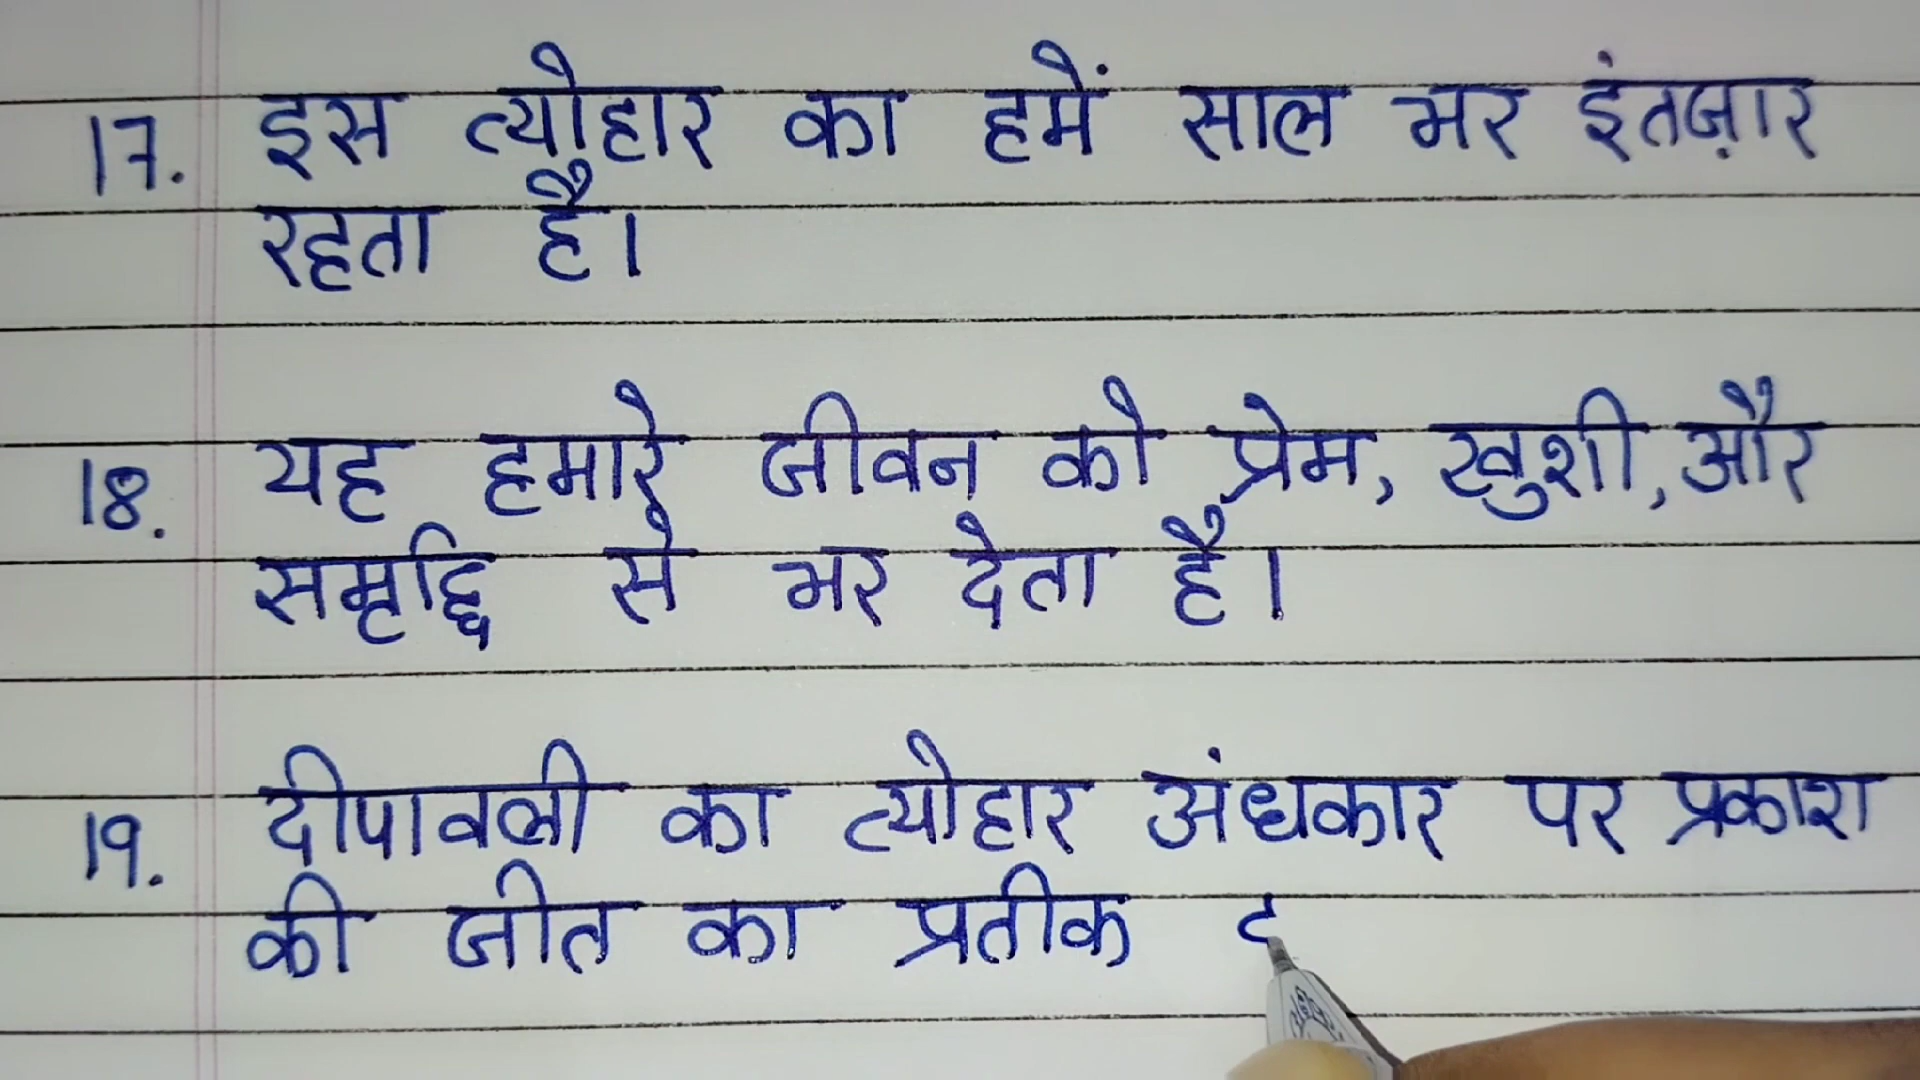 17. इस त्योहार का हमें साल भर इंतज़ार
रहता है।
18. यह हमारे जीवन को प्रेम, खुशी, और
समृद्धि से भर देता है।
19. दीपावली का त्योहार अंधकार पर प्रकाश
की जीत का प्रतीक